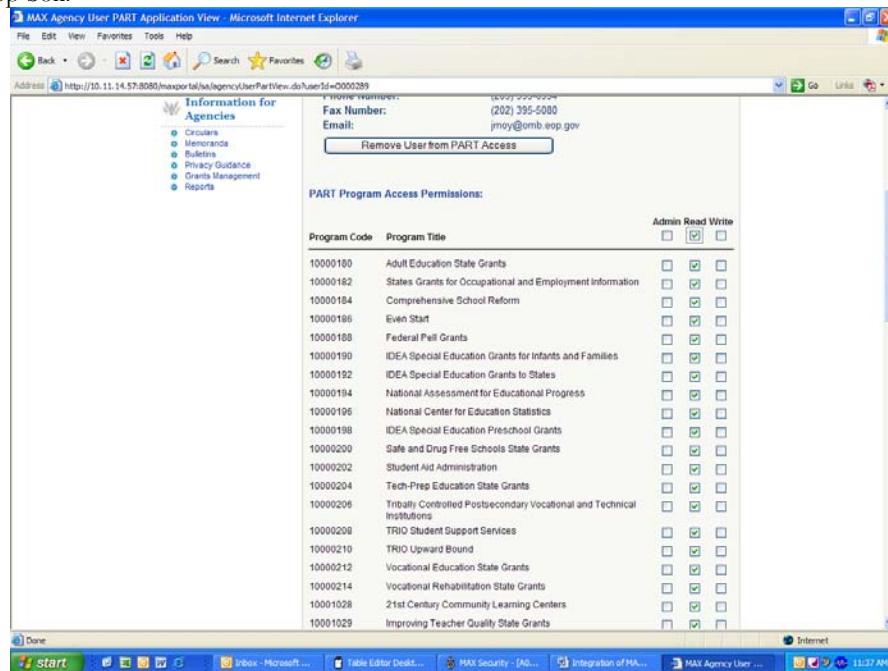 MAX Agency User PART Application View - Microsoft Internet Explorer
File Edit View Favorites Tools Help
Back Search Favorites
Address http://10.11.14.57:8080/maxportal/sa/agencyUserPartView.do?userId=O000289 Go Links
Information for
Agencies
Circulars
Memoranda
Bulletins
Privacy Guidance
Grants Management
Reports
Phone Number:
Fax Number: (202) 395-5080
Email: jmoy@omb.eop.gov
Remove User from PART Access
PART Program Access Permissions:
Admin Read Write
Program Code Program Title
10000180 Adult Education State Grants
10000182 States Grants for Occupational and Employment Information
10000184 Comprehensive School Reform
10000186 Even Start
10000188 Federal Pell Grants
10000190 IDEA Special Education Grants for Infants and Families
10000192 IDEA Special Education Grants to States
10000194 National Assessment for Educational Progress
10000196 National Center for Education Statistics
10000198 IDEA Special Education Preschool Grants
10000200 Safe and Drug Free Schools State Grants
10000202 Student Aid Administration
10000204 Tech-Prep Education State Grants
10000206 Tribally Controlled Postsecondary Vocational and Technical
Institutions
10000208 TRIO Student Support Services
10000210 TRIO Upward Bound
10000212 Vocational Education State Grants
10000214 Vocational Rehabilitation State Grants
10001028 21st Century Community Learning Centers
10001029 Improving Teacher Quality State Grants
Done Internet
start Inbox - Microsoft ... Table Editor Deskt... MAX Security - [A0... Integration of MA... MAX Agency User ... 11:37 AM